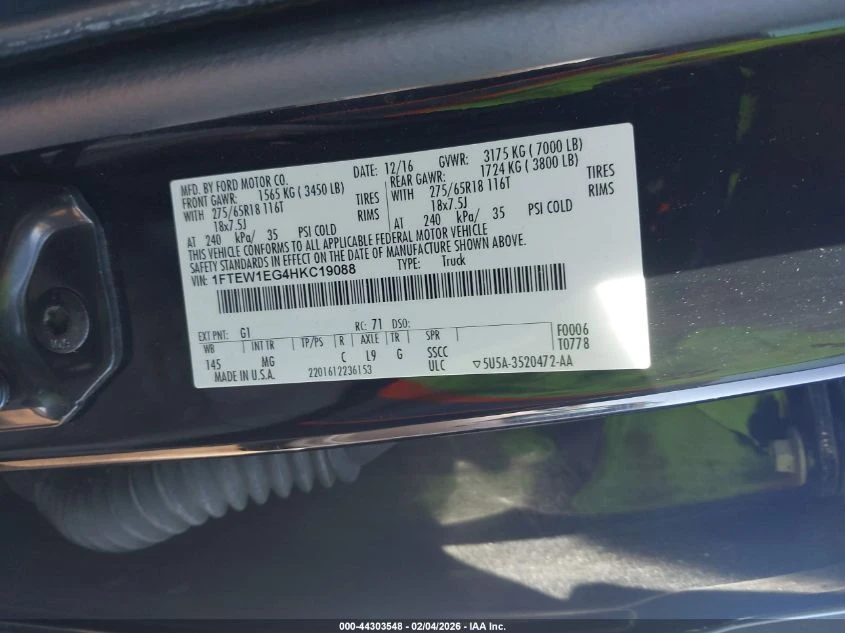 MFD. BY FORD MOTOR CO. DATE: 12/16 GVWR: 3175 KG ( 7000 LB)
FRONT GAWR: 1565 KG ( 3450 LB) REAR GAWR: 1724 KG ( 3800 LB)
WITH 275/65R18 116T TIRES WITH 275/65R18 116T TIRES
18x7.5J RIMS 18x7.5J RIMS
AT 240 kPa/ 35 PSI COLD AT 240 kPa/ 35 PSI COLD
THIS VEHICLE CONFORMS TO ALL APPLICABLE FEDERAL MOTOR VEHICLE
SAFETY STANDARDS IN EFFECT ON THE DATE OF MANUFACTURE SHOWN ABOVE.
VIN: 1FTEW1EG4HKC19088 TYPE: Truck
EXT PNT: G1 RC: 71 DSO: F0006
WB INT TR TP/PS R AXLE TR SPR T0778
145 MG C L9 G SSCC
MADE IN U.S.A. 2201612236153 ULC ▽5U5A-3520472-AA
000-44303548 - 02/04/2026 - IAA Inc.